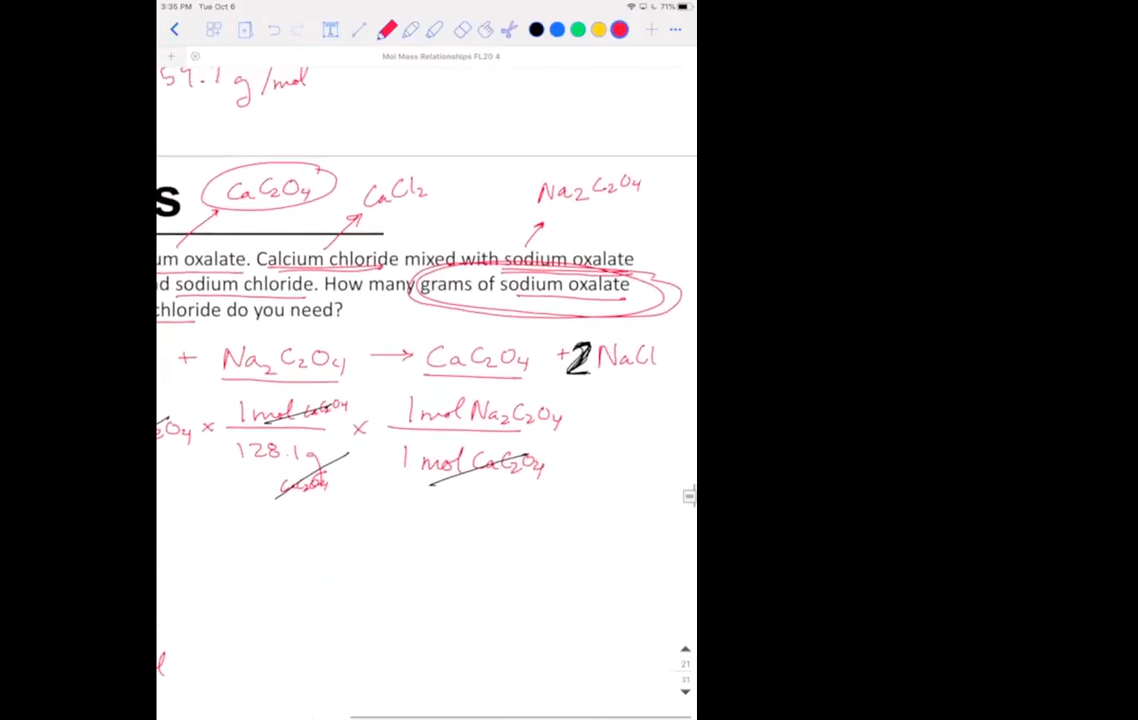 3:35 PM Tue Oct 6
71%
Mol Mass Relationships FL20 4
g/mol
s
CaC2O4
CaCl2
Na2C2O4
um oxalate. Calcium chloride mixed with sodium oxalate
d sodium chloride. How many grams of sodium oxalate
chloride do you need?
+ Na2C2O4 → CaC2O4 + 2 NaCl
2O4 × 1 mol CaC2O4 × 1 mol Na2C2O4
128.1 g CaC2O4 1 mol CaC2O4
21
31